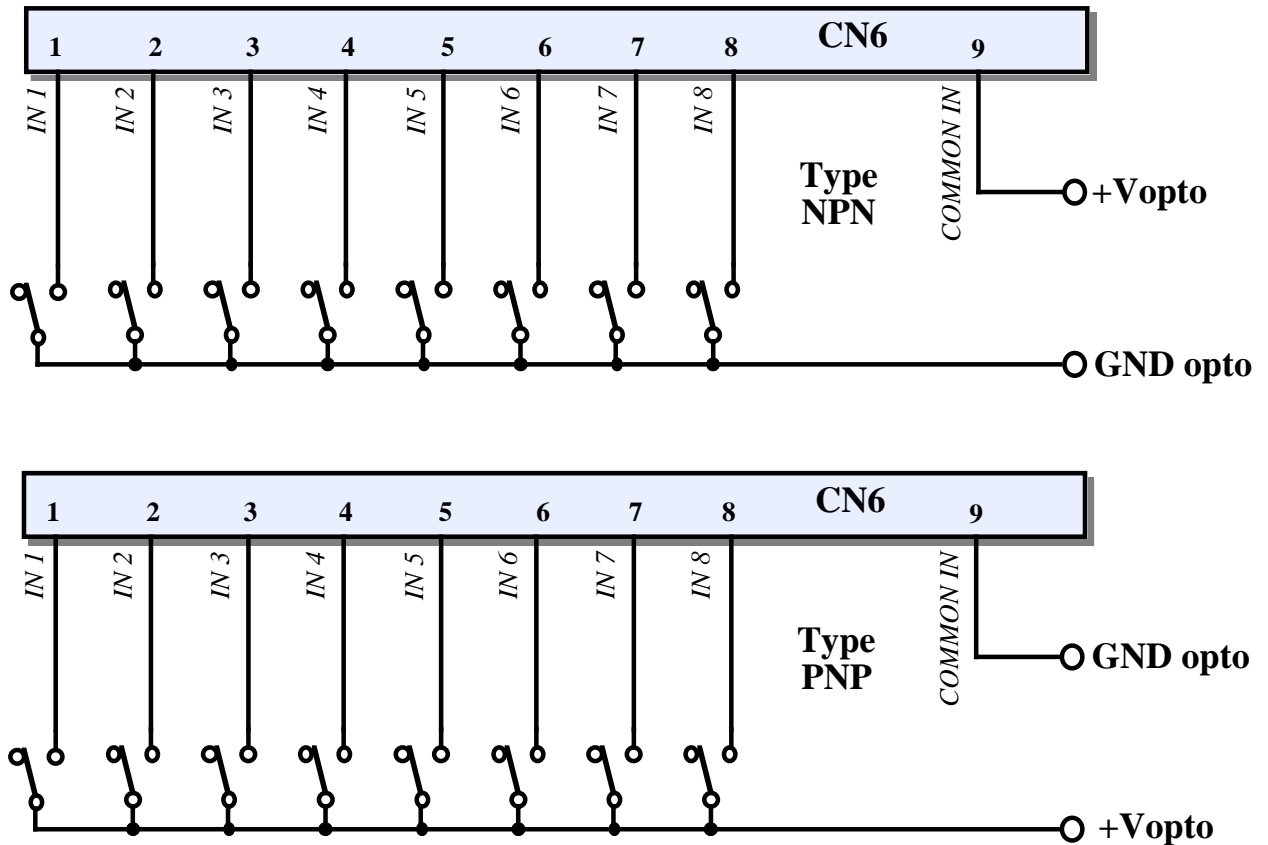 1 2 3 4 5 6 7 8 CN6 9
IN 1
IN 2
IN 3
IN 4
IN 5
IN 6
IN 7
IN 8
COMMON IN
Type
NPN
+Vopto
GND opto
1 2 3 4 5 6 7 8 CN6 9
IN 1
IN 2
IN 3
IN 4
IN 5
IN 6
IN 7
IN 8
COMMON IN
Type
PNP
GND opto
+Vopto